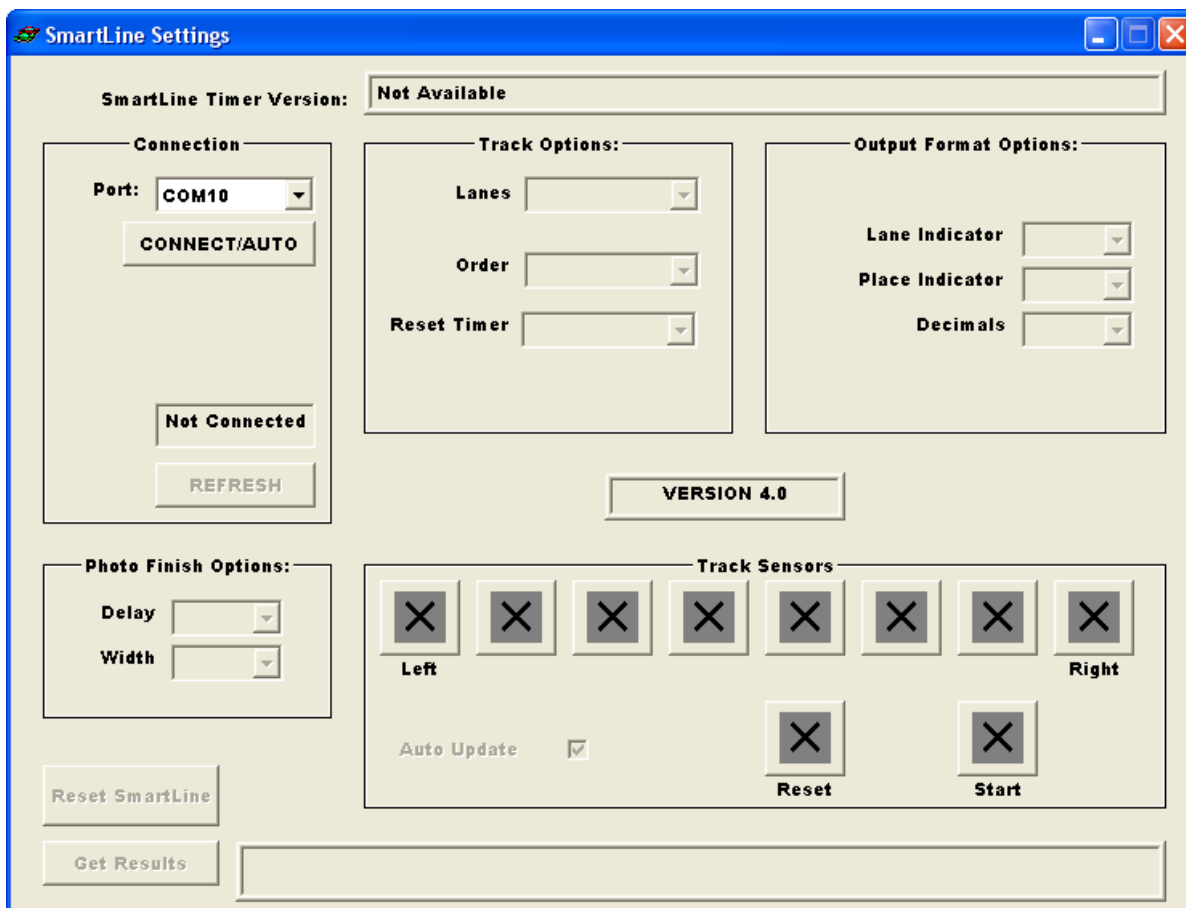 SmartLine Settings
SmartLine Timer Version:
Not Available
Connection
Port:
COM10
CONNECT/AUTO
Not Connected
REFRESH
Track Options:
Lanes
Order
Reset Timer
Output Format Options:
Lane Indicator
Place Indicator
Decimals
VERSION 4.0
Photo Finish Options:
Delay
Width
Track Sensors
Left
Right
Auto Update
Reset
Start
Reset SmartLine
Get Results